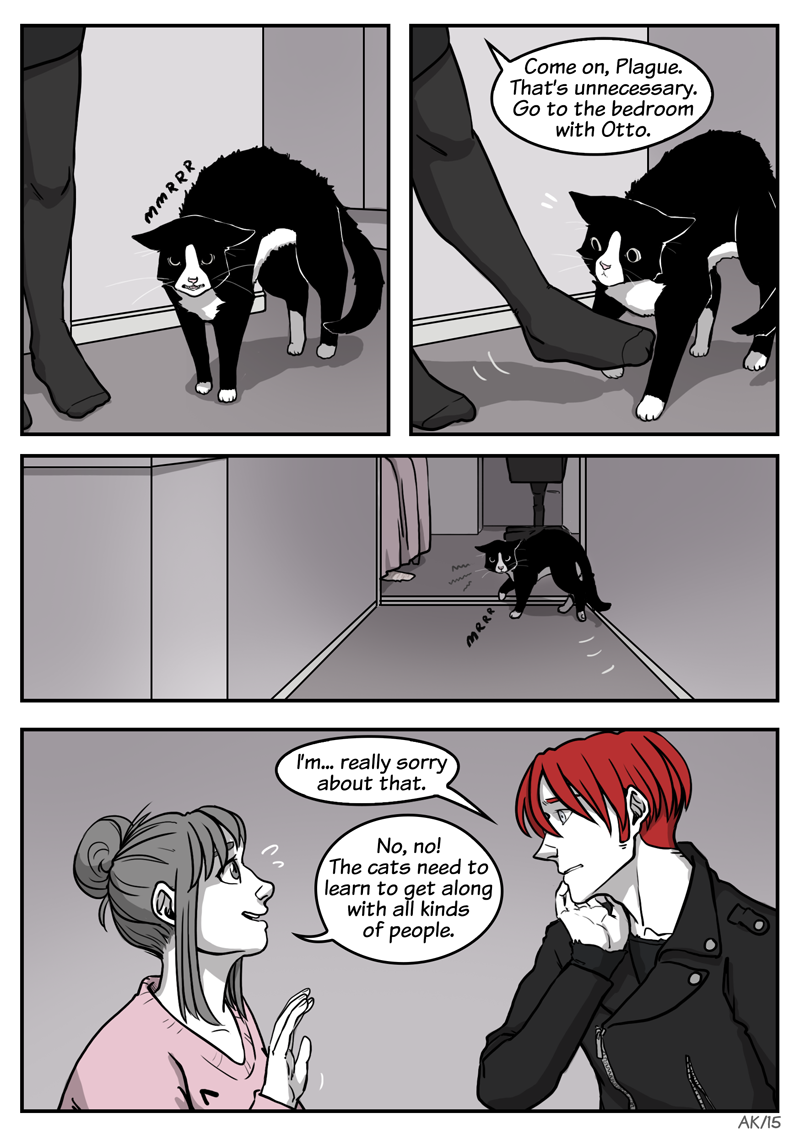 MMRRR
Come on, Plague.
That's unnecessary.
Go to the bedroom
with Otto.
MRRR
I'm... really sorry
about that.
No, no!
The cats need to
learn to get along
with all kinds
of people.
AK/15